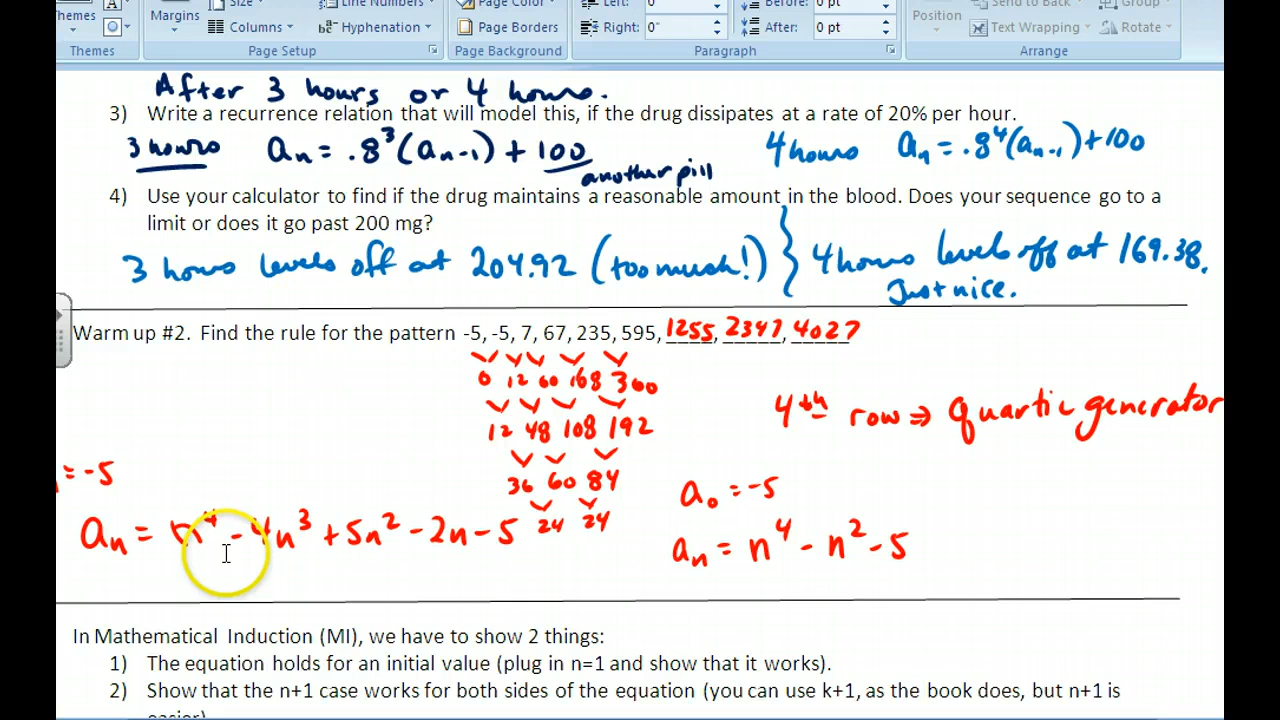 Themes Margins Size Line Numbers Page Color Left: 0 Before: 0 pt Position Send to Back Group
Columns Hyphenation Page Borders Right: 0" After: 0 pt Text Wrapping Rotate
Themes Page Setup Page Background Paragraph Arrange
After 3 hours or 4 hours.
3) Write a recurrence relation that will model this, if the drug dissipates at a rate of 20% per hour.
3 hours an = .8³(an-1) + 100 4 hours an = .8⁴(an-1) + 100
another pill
4) Use your calculator to find if the drug maintains a reasonable amount in the blood. Does your sequence go to a
limit or does it go past 200 mg?
3 hours levels off at 204.92 (too much!) } 4 hours levels off at 169.38.
Just nice.
Warm up #2. Find the rule for the pattern -5, -5, 7, 67, 235, 595, 1255, 2347, 4027
0 12 60 168 360
12 48 108 192
4th row ⇒ Quartic generator
36 60 84
= -5
a₀ = -5
24 24
an = n⁴ - 4n³ + 5n² - 2n - 5
an = n⁴ - n² - 5
In Mathematical Induction (MI), we have to show 2 things:
1) The equation holds for an initial value (plug in n=1 and show that it works).
2) Show that the n+1 case works for both sides of the equation (you can use k+1, as the book does, but n+1 is
easier)